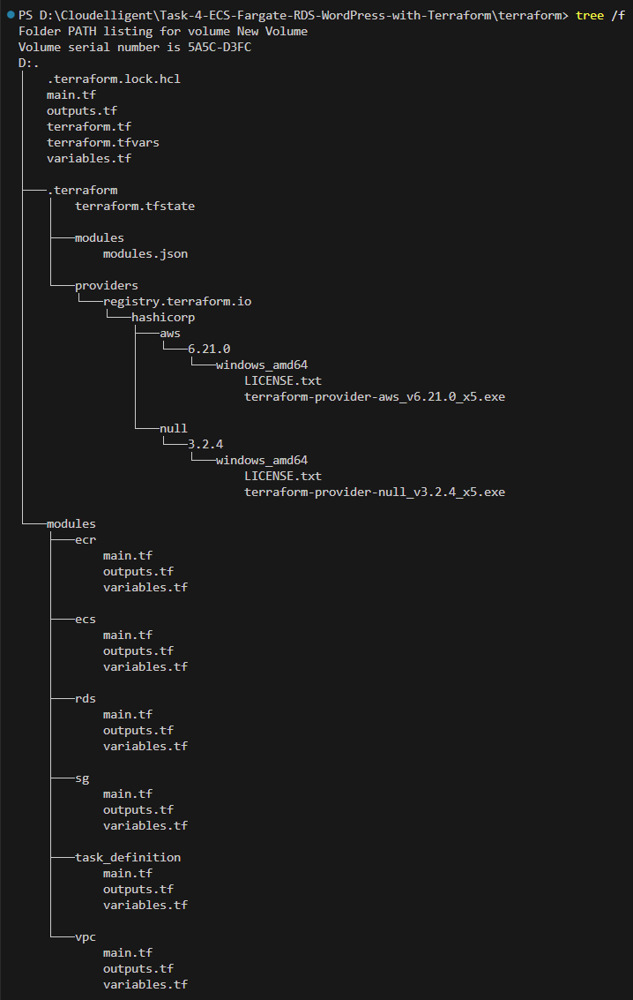 PS D:\Cloudelligent\Task-4-ECS-Fargate-RDS-WordPress-with-Terraform\terraform> tree /f
Folder PATH listing for volume New Volume
Volume serial number is 5A5C-D3FC
D:.
│   .terraform.lock.hcl
│   main.tf
│   outputs.tf
│   terraform.tf
│   terraform.tfvars
│   variables.tf
│
├───.terraform
│   │   terraform.tfstate
│   │
│   ├───modules
│   │       modules.json
│   │
│   └───providers
│       └───registry.terraform.io
│           └───hashicorp
│               ├───aws
│               │   └───6.21.0
│               │       └───windows_amd64
│               │               LICENSE.txt
│               │               terraform-provider-aws_v6.21.0_x5.exe
│               │
│               └───null
│                   └───3.2.4
│                       └───windows_amd64
│                               LICENSE.txt
│                               terraform-provider-null_v3.2.4_x5.exe
│
└───modules
    ├───ecr
    │       main.tf
    │       outputs.tf
    │       variables.tf
    │
    ├───ecs
    │       main.tf
    │       outputs.tf
    │       variables.tf
    │
    ├───rds
    │       main.tf
    │       outputs.tf
    │       variables.tf
    │
    ├───sg
    │       main.tf
    │       outputs.tf
    │       variables.tf
    │
    ├───task_definition
    │       main.tf
    │       outputs.tf
    │       variables.tf
    │
    └───vpc
            main.tf
            outputs.tf
            variables.tf